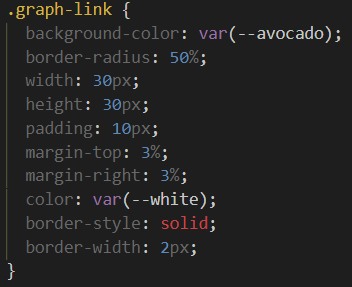 .graph-link {
background-color: var(--avocado);
border-radius: 50%;
width: 30px;
height: 30px;
padding: 10px;
margin-top: 3%;
margin-right: 3%;
color: var(--white);
border-style: solid;
border-width: 2px;
}